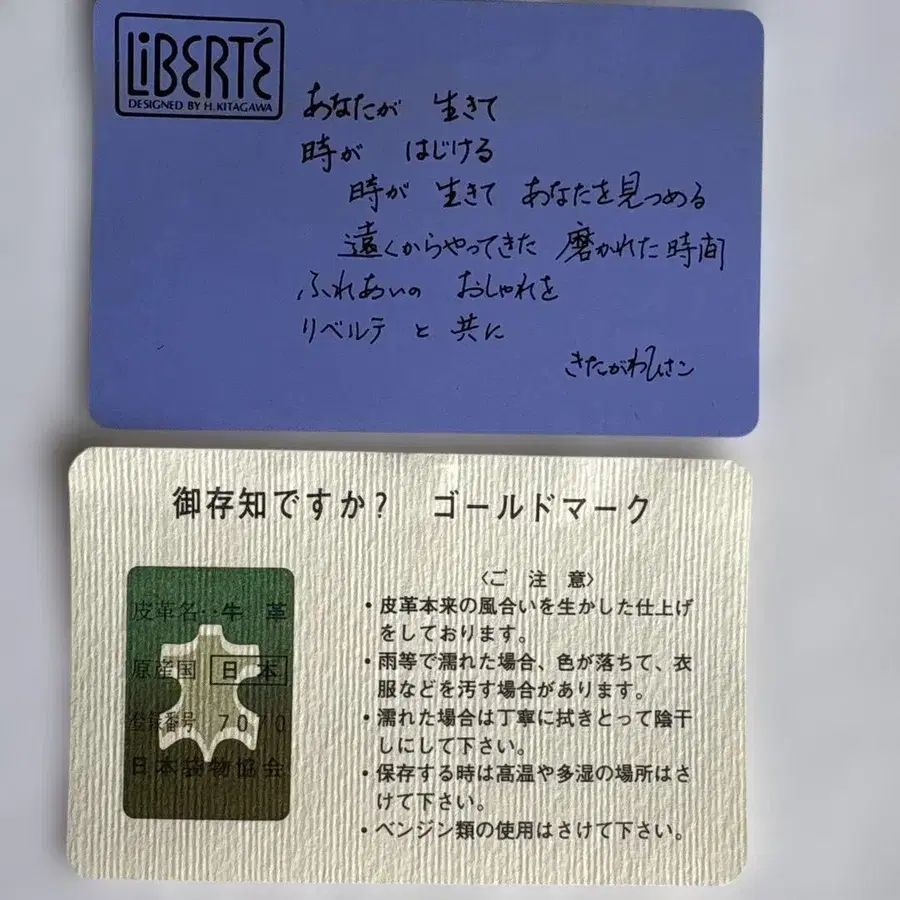 LiBERTÉ
DESIGNED BY H.KITAGAWA
あなたが 生きて
時が はじける
時が 生きて あなたを見つめる
遠くからやってきた 磨かれた時間
ふれあいの おしゃれを
リベルテ と 共に
きたがわひさこ
御存知ですか? ゴールドマーク
皮革名‥牛 革
原産国 日本
登録番号 7010
日本袋物協会
〈ご 注 意〉
・皮革本来の風合いを生かした仕上げ
をしております。
・雨等で濡れた場合、色が落ちて、衣
服などを汚す場合があります。
・濡れた場合は丁寧に拭きとって陰干
しにして下さい。
・保存する時は高温や多湿の場所はさ
けて下さい。
・ベンジン類の使用はさけて下さい。